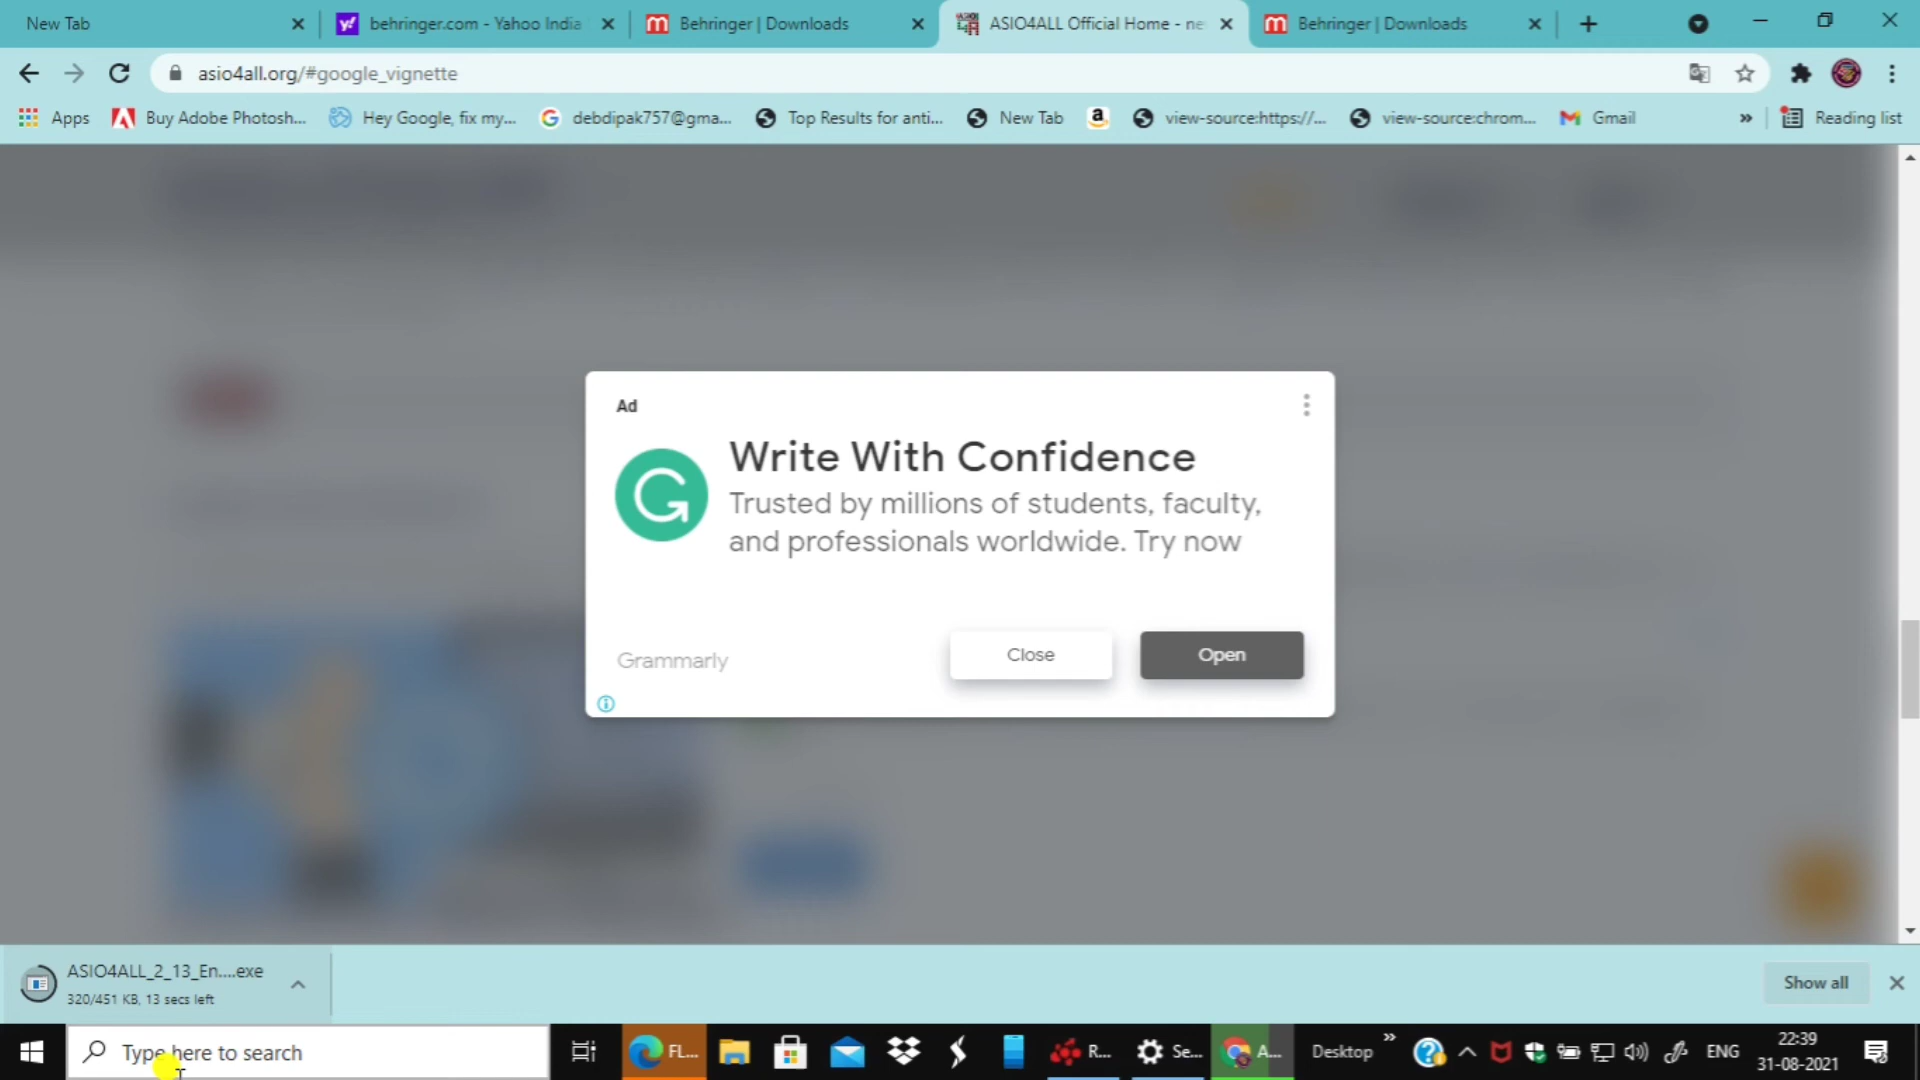 New Tab
behringer.com - Yahoo India
Behringer | Downloads
ASIO4ALL Official Home - ne
Behringer | Downloads
asio4all.org/#google_vignette
Apps
Buy Adobe Photosh...
Hey Google, fix my...
debdipak757@gma...
Top Results for anti...
New Tab
view-source:https://...
view-source:chrom...
Gmail
»
Reading list
Ad
Write With Confidence
Trusted by millions of students, faculty,
and professionals worldwide. Try now
Grammarly
Close
Open
ASIO4ALL_2_13_En....exe
320/451 KB, 13 secs left
Show all
Type here to search
FL...
R...
Se...
A...
Desktop
»
ENG
22:39
31-08-2021